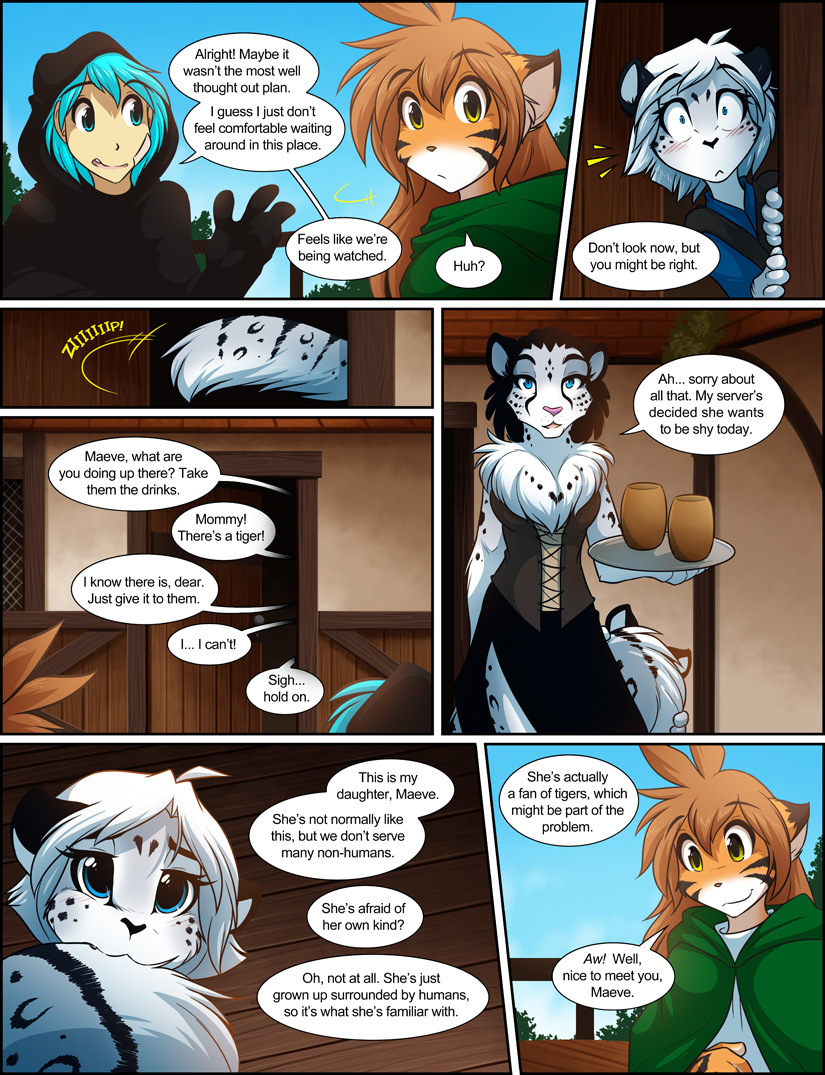 Alright! Maybe it
wasn't the most well
thought out plan.
I guess I just don't
feel comfortable waiting
around in this place.
Feels like we're
being watched.
Huh?
Don't look now, but
you might be right.
ZIIIIIIP!
Maeve, what are
you doing up there? Take
them the drinks.
Mommy!
There's a tiger!
I know there is, dear.
Just give it to them.
I... I can't!
Sigh...
hold on.
Ah... sorry about
all that. My server's
decided she wants
to be shy today.
This is my
daughter, Maeve.
She's not normally like
this, but we don't serve
many non-humans.
She's afraid of
her own kind?
Oh, not at all. She's just
grown up surrounded by humans,
so it's what she's familiar with.
She's actually
a fan of tigers, which
might be part of the
problem.
Aw! Well,
nice to meet you,
Maeve.